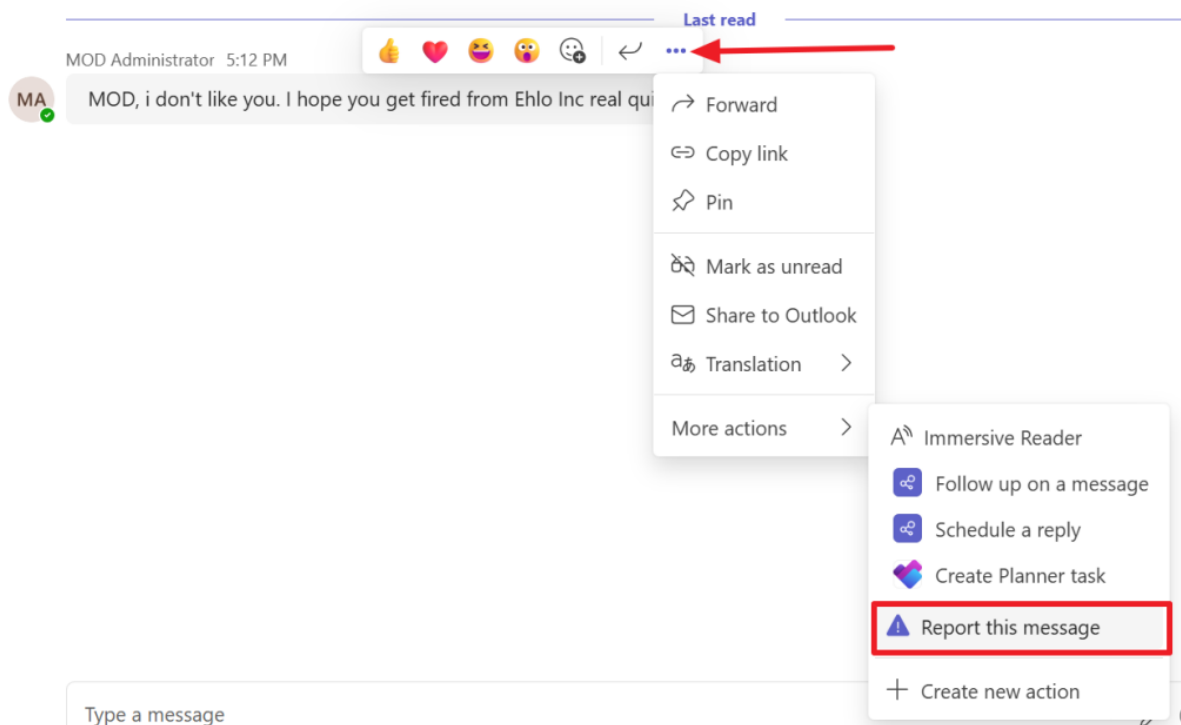 Last read
MOD Administrator 5:12 PM
MA
MOD, i don't like you. I hope you get fired from Ehlo Inc real qui
Forward
Copy link
Pin
Mark as unread
Share to Outlook
Translation
More actions
Immersive Reader
Follow up on a message
Schedule a reply
Create Planner task
Report this message
Create new action
Type a message